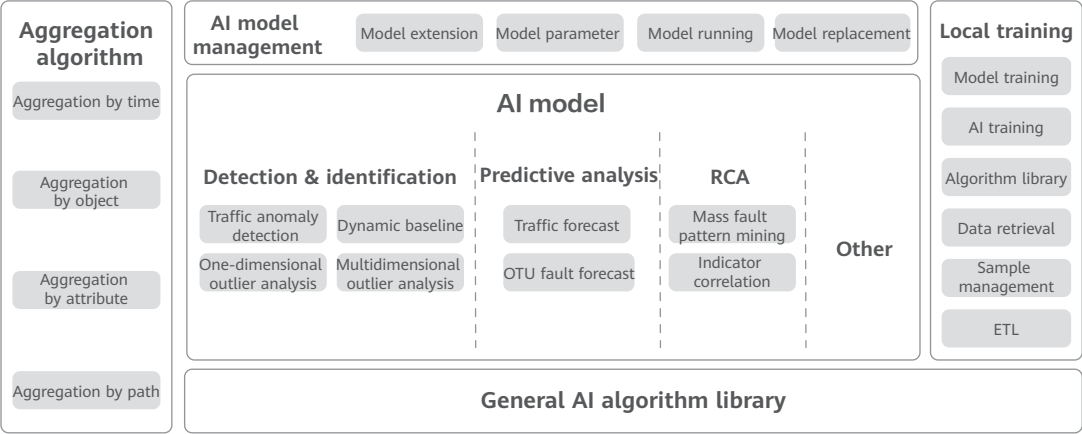 Aggregation
algorithm
Aggregation by time
Aggregation
by object
Aggregation
by attribute
Aggregation by path
AI model
management
Model extension
Model parameter
Model running
Model replacement
AI model
Detection & identification
Traffic anomaly
detection
Dynamic baseline
One-dimensional
outlier analysis
Multidimensional
outlier analysis
Predictive analysis
Traffic forecast
OTU fault forecast
RCA
Mass fault
pattern mining
Indicator
correlation
Other
General AI algorithm library
Local training
Model training
AI training
Algorithm library
Data retrieval
Sample
management
ETL